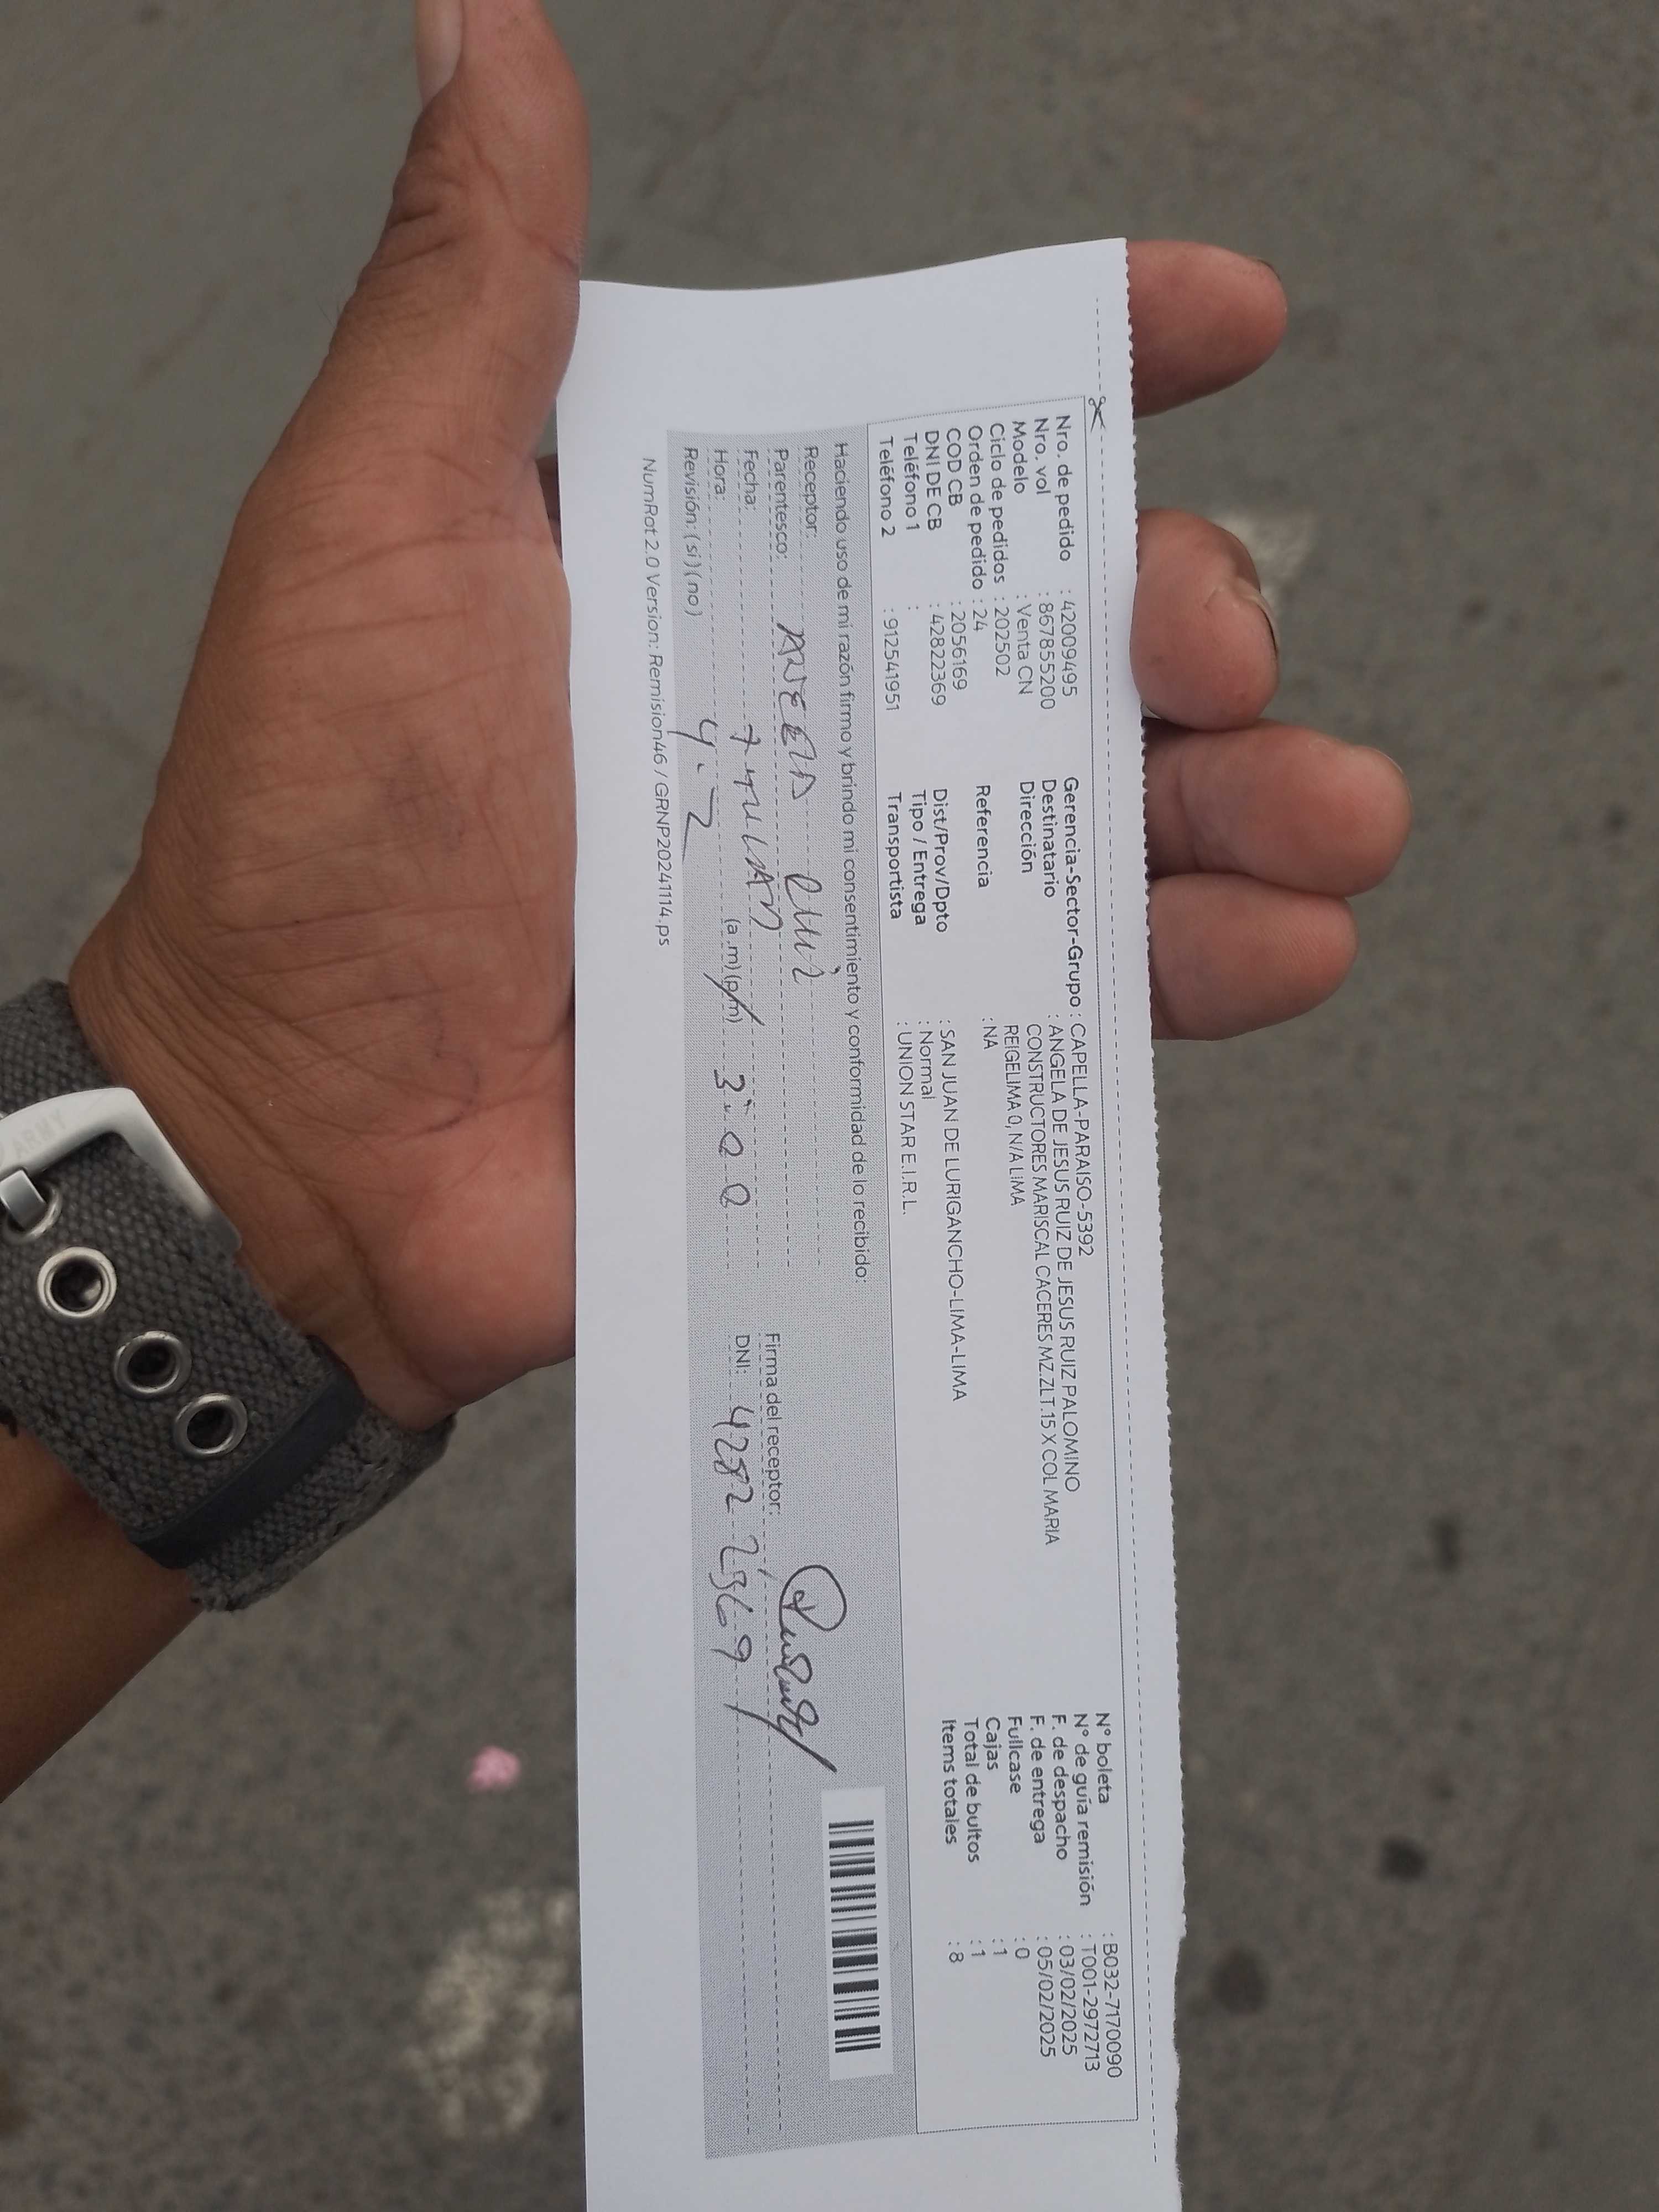 Nro. de pedido : 42009495
Nro. vol : 867855200
Modelo : Venta CN
Ciclo de pedidos : 202502
Orden de pedido : 24
COD CB : 2056169
DNI DE CB : 42822369
Teléfono 1 :
Teléfono 2 : 912541951
Gerencia-Sector-Grupo : CAPELLA-PARAISO-5392
Destinatario : ANGELA DE JESUS RUIZ DE JESUS RUIZ PALOMINO
Dirección CONSTRUCTORES MARISCAL CACERES MZ.ZLT.15 X COL MARIA
REIGELIMA 0, N/A LIMA
Referencia : NA
Dist/Prov/Dpto : SAN JUAN DE LURIGANCHO-LIMA-LIMA
Tipo / Entrega : Normal
Transportista : UNION STAR E.I.R.L.
N° boleta : B032-7170090
N° de guía remisión : T001-2972713
F. de despacho : 03/02/2025
F. de entrega : 05/02/2025
Fullcase : 0
Cajas : 1
Total de bultos : 1
Items totales : 8
Haciendo uso de mi razón firmo y brindo mi consentimiento y conformidad de lo recibido:
Receptor: Ruiz
Parentesco:
Fecha:
Hora: (a.m)(p.m) 3:00
Revisión: (si)(no)
Firma del receptor:
DNI: 42822369
NumRot 2.0 Version: Remision46 / GRNP20241114.ps
ARMY